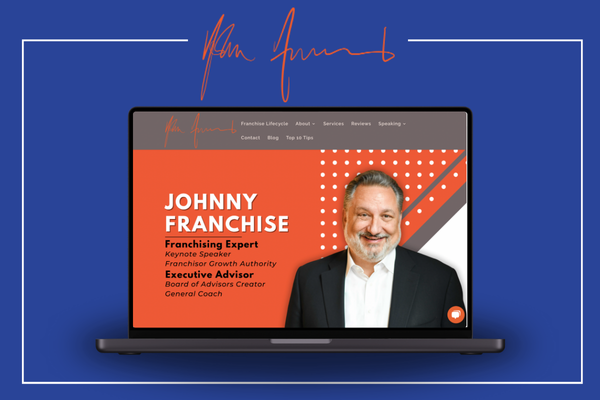 Franchise Lifecycle About Services Reviews Speaking
Contact Blog Top 10 Tips
JOHNNY
FRANCHISE
Franchising Expert
Keynote Speaker
Franchisor Growth Authority
Executive Advisor
Board of Advisors Creator
General Coach